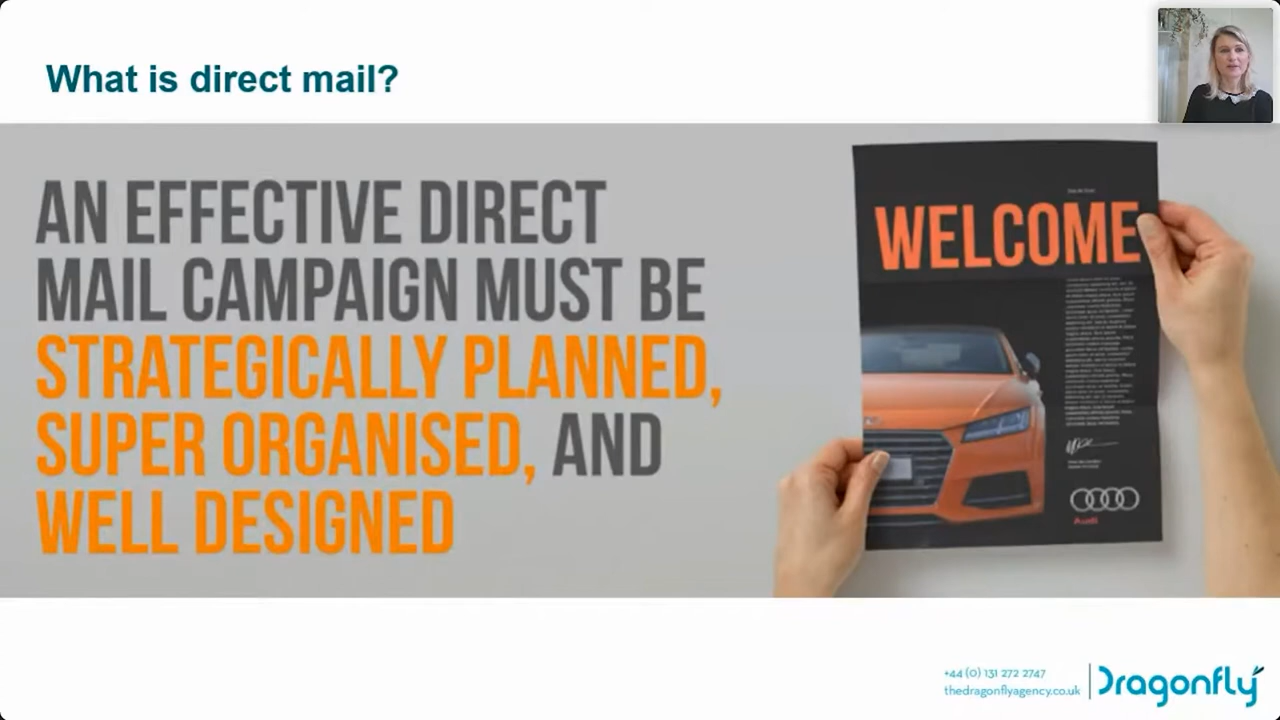 What is direct mail?
AN EFFECTIVE DIRECT
MAIL CAMPAIGN MUST BE
STRATEGICALLY PLANNED,
SUPER ORGANISED, AND
WELL DESIGNED
WELCOME
Audi
+44 (0) 131 272 2747
thedragonflyagency.co.uk
Dragonfly